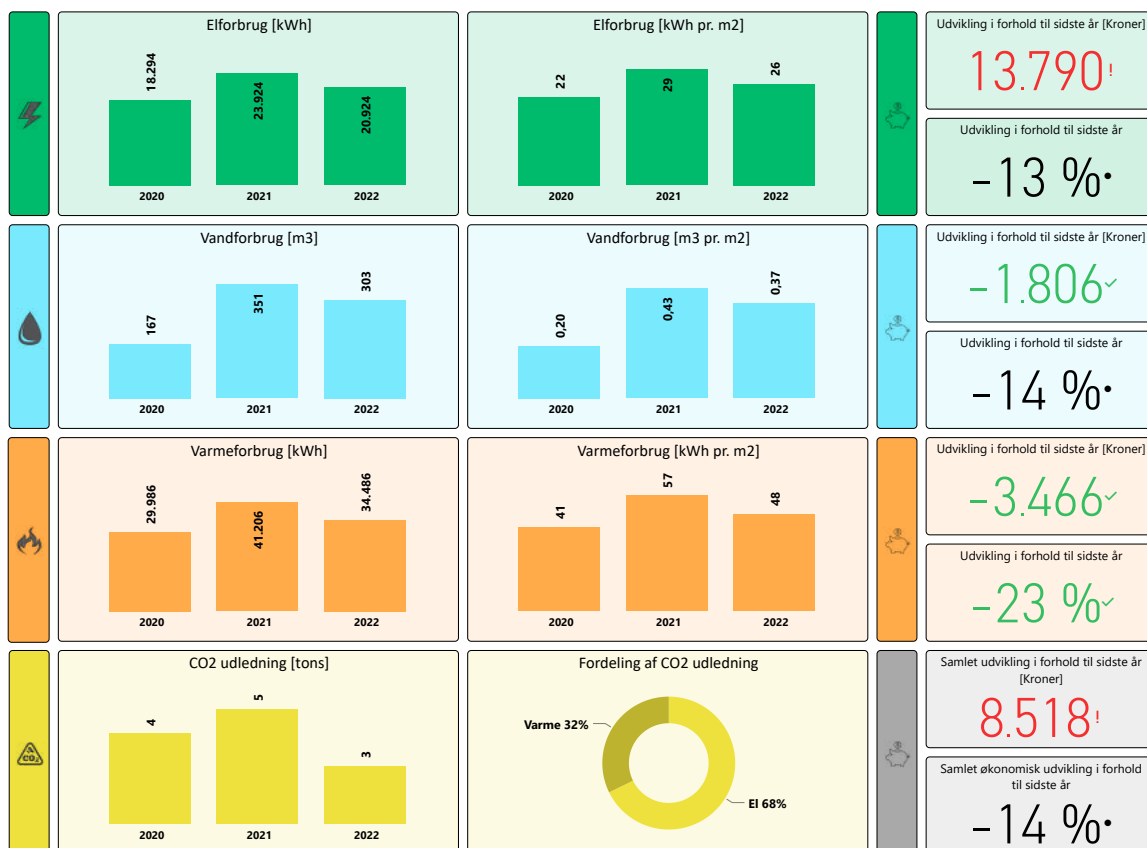 Elforbrug [kWh]
18.294
23.924
20.924
2020
2021
2022
Elforbrug [kWh pr. m2]
22
29
26
2020
2021
2022
Udvikling i forhold til sidste år [Kroner]
13.790!
Udvikling i forhold til sidste år
-13 %
Vandforbrug [m3]
167
351
303
2020
2021
2022
Vandforbrug [m3 pr. m2]
0,20
0,43
0,37
2020
2021
2022
Udvikling i forhold til sidste år [Kroner]
-1.806
Udvikling i forhold til sidste år
-14 %
Varmeforbrug [kWh]
29.986
41.206
34.486
2020
2021
2022
Varmeforbrug [kWh pr. m2]
41
57
48
2020
2021
2022
Udvikling i forhold til sidste år [Kroner]
-3.466
Udvikling i forhold til sidste år
-23 %
CO2
CO2 udledning [tons]
4
5
3
2020
2021
2022
Fordeling af CO2 udledning
Varme 32%
El 68%
Samlet udvikling i forhold til sidste år
[Kroner]
8.518!
Samlet økonomisk udvikling i forhold
til sidste år
-14 %